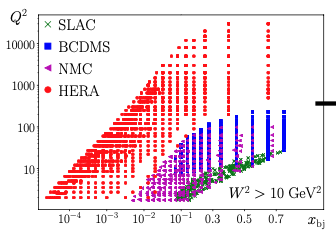 Q²
× SLAC
■ BCDMS
◀ NMC
● HERA
10000
1000
100
10
W² > 10 GeV²
10⁻⁴ 10⁻³ 10⁻² 10⁻¹ 0.3 0.5 0.7 x_bj